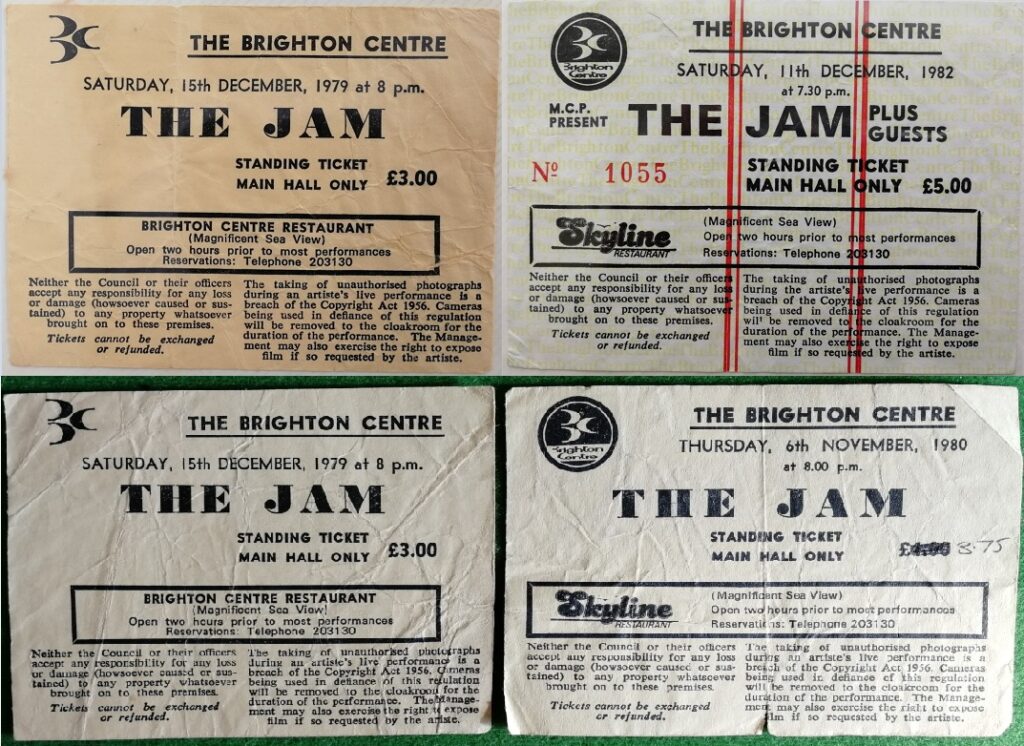 THE BRIGHTON CENTRE
SATURDAY, 15th DECEMBER, 1979 at 8 p.m.
THE JAM
STANDING TICKET
MAIN HALL ONLY £3.00
BRIGHTON CENTRE RESTAURANT
(Magnificent Sea View)
Open two hours prior to most performances
Reservations: Telephone 203130
Neither the Council or their officers
accept any responsibility for any loss
or damage (howsoever caused or sus-
tained) to any property whatsoever
brought on to these premises.
Tickets cannot be exchanged
or refunded.
The taking of unauthorised photographs
during an artiste's live performance is a
breach of the Copyright Act 1956. Cameras
being used in defiance of this regulation
will be removed to the cloakroom for the
duration of the performance. The Manage-
ment may also exercise the right to expose
film if so requested by the artiste.
Brighton
Centre
THE BRIGHTON CENTRE
SATURDAY, 11th DECEMBER, 1982
at 7.30 p.m.
M.C.P.
PRESENT
THE JAM PLUS
GUESTS
Nº 1055
STANDING TICKET
MAIN HALL ONLY £5.00
Skyline
RESTAURANT
(Magnificent Sea View)
Open two hours prior to most performances
Reservations: Telephone 203130
Neither the Council or their officers
accept any responsibility for any loss
or damage (howsoever caused or sus-
tained) to any property whatsoever
brought on to these premises.
Tickets cannot be exchanged
or refunded.
The taking of unauthorised photographs
during the artiste's live performance is a
breach of the Copyright Act 1956. Cameras
being used in defiance of this regulation
will be removed to the cloakroom for the
duration of the performance. The Manage-
ment may also exercise the right to expose
film if so requested by the artiste.
THE BRIGHTON CENTRE
SATURDAY, 15th DECEMBER, 1979 at 8 p.m.
THE JAM
STANDING TICKET
MAIN HALL ONLY £3.00
BRIGHTON CENTRE RESTAURANT
(Magnificent Sea View)
Open two hours prior to most performances
Reservations: Telephone 203130
Neither the Council or their officers
accept any responsibility for any loss
or damage (howsoever caused or sus-
tained) to any property whatsoever
brought on to these premises.
Tickets cannot be exchanged
or refunded.
The taking of unauthorised photographs
during an artiste's live performance is a
breach of the Copyright Act 1956. Cameras
being used in defiance of this regulation
will be removed to the cloakroom for the
duration of the performance. The Manage-
ment may also exercise the right to expose
film if so requested by the artiste.
Brighton
Centre
THE BRIGHTON CENTRE
THURSDAY, 6th NOVEMBER, 1980
at 8.00 p.m.
THE JAM
STANDING TICKET
MAIN HALL ONLY £ 3.75
Skyline
RESTAURANT
(Magnificent Sea View)
Open two hours prior to most performances
Reservations: Telephone 203130
Neither the Council or their officers
accept any responsibility for any loss
or damage (howsoever caused or sus-
tained) to any property whatsoever
brought on to these premises.
Tickets cannot be exchanged
or refunded.
The taking of unauthorised photographs
during an artiste's live performance is a
breach of the Copyright Act 1956. Cameras
being used in defiance of this regulation
will be removed to the cloakroom for the
duration of the performance. The Manage-
ment may also exercise the right to expose
film if so requested by the artiste.